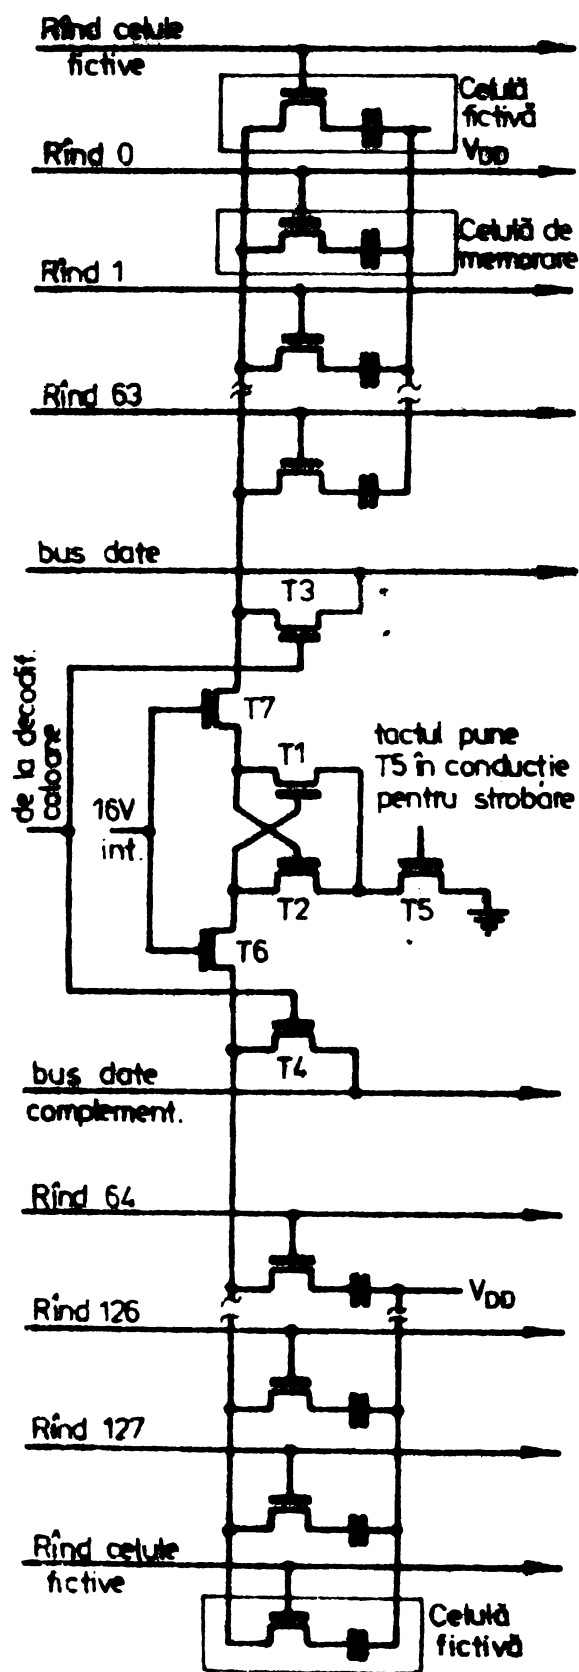 Rînd celule
fictive
Celulă
fictivă
V_DD
Rînd 0
Celulă de
memorare
Rînd 1
Rînd 63
bus date
T3
de la decodif.
coloane
T7
T1
tactul pune
T5 în conducție
pentru strobare
16V
int.
T2
T5
T6
T4
bus date
complement.
Rînd 64
V_DD
Rînd 126
Rînd 127
Rînd celule
fictive
Celulă
fictivă